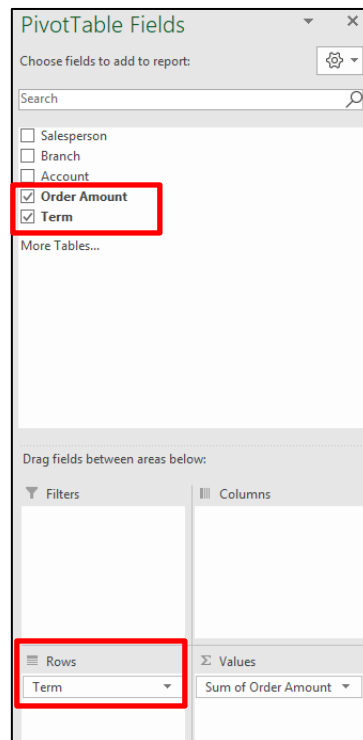 PivotTable Fields
Choose fields to add to report:
Search
Salesperson
Branch
Account
Order Amount
Term
More Tables...
Drag fields between areas below:
Filters
Columns
Rows
Σ Values
Term
Sum of Order Amount